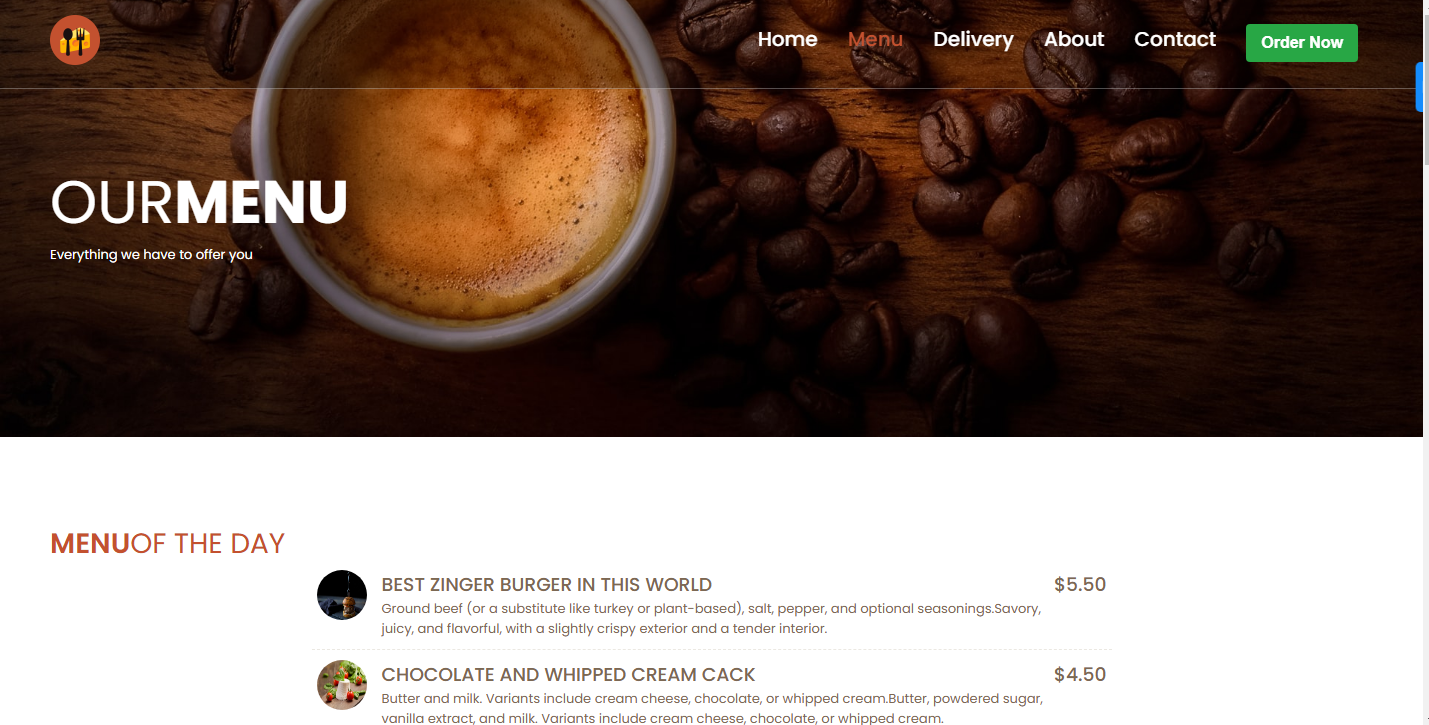 Home Menu Delivery About Contact Order Now
OURMENU
Everything we have to offer you
MENUOF THE DAY
BEST ZINGER BURGER IN THIS WORLD $5.50
Ground beef (or a substitute like turkey or plant-based), salt, pepper, and optional seasonings.Savory,
juicy, and flavorful, with a slightly crispy exterior and a tender interior.
CHOCOLATE AND WHIPPED CREAM CACK $4.50
Butter and milk. Variants include cream cheese, chocolate, or whipped cream.Butter, powdered sugar,
vanilla extract, and milk. Variants include cream cheese, chocolate, or whipped cream.